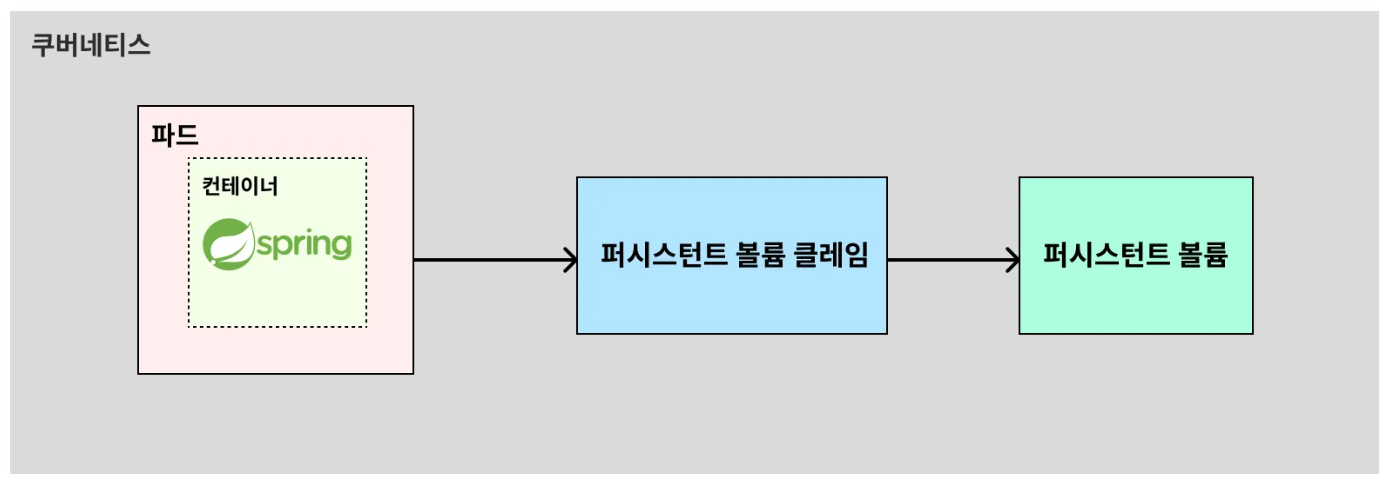 쿠버네티스
파드
컨테이너
spring
퍼시스턴트 볼륨 클레임
퍼시스턴트 볼륨